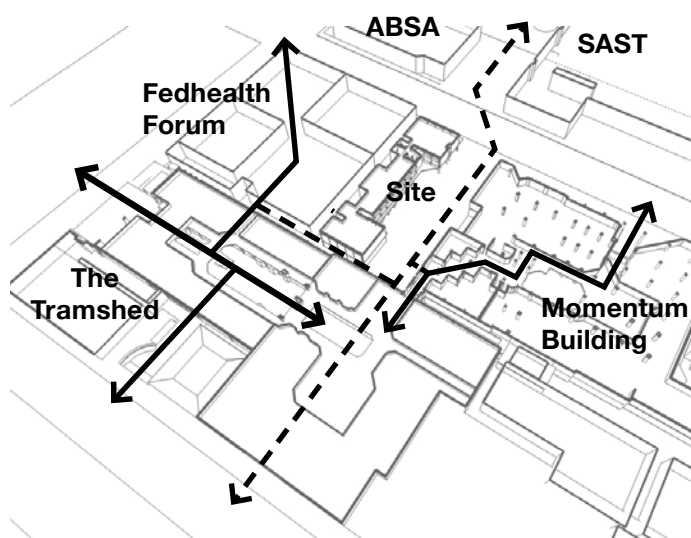 ABSA
SAST
Fedhealth
Forum
Site
The
Tramshed
Momentum
Building